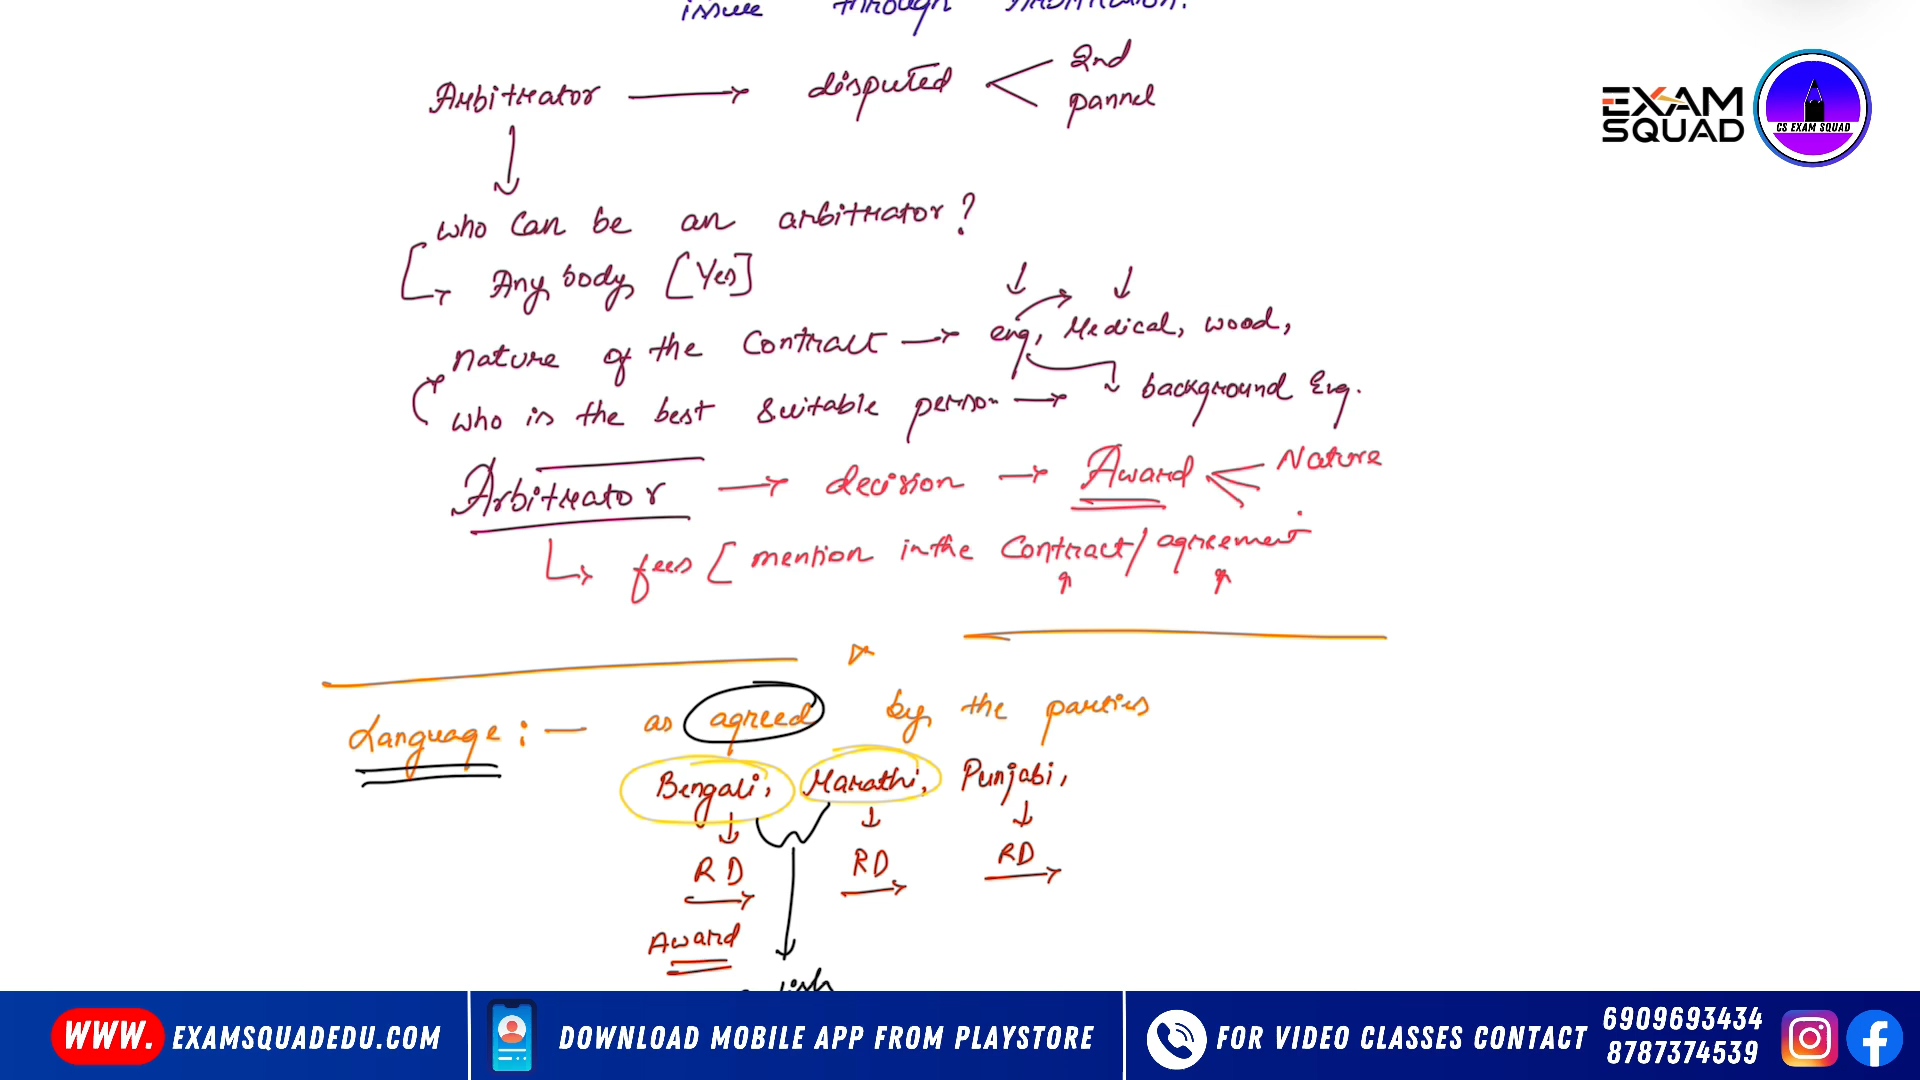 issue through Arbitration.
Arbitrator → disputed 2nd
pannel
EXAM
SQUAD
CS EXAM SQUAD
who can be an arbitrator?
→ Any body [Yes]
nature of the Contract → eng, Medical, wood,
who is the best suitable person → background Eng.
Arbitrator → decision → Award Nature
fees [mention in the Contract/agreement
Language :— as agreed by the parties
Bengali, Marathi, Punjabi,
RD RD RD
Award
WWW. EXAMSQUADEDU.COM
DOWNLOAD MOBILE APP FROM PLAYSTORE
FOR VIDEO CLASSES CONTACT
6909693434
8787374539